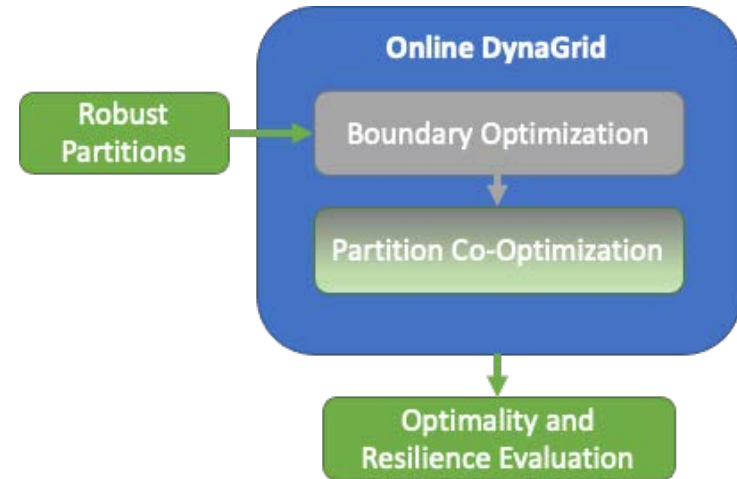 Online DynaGrid
Robust
Partitions
Boundary Optimization
Partition Co-Optimization
Optimality and
Resilience Evaluation